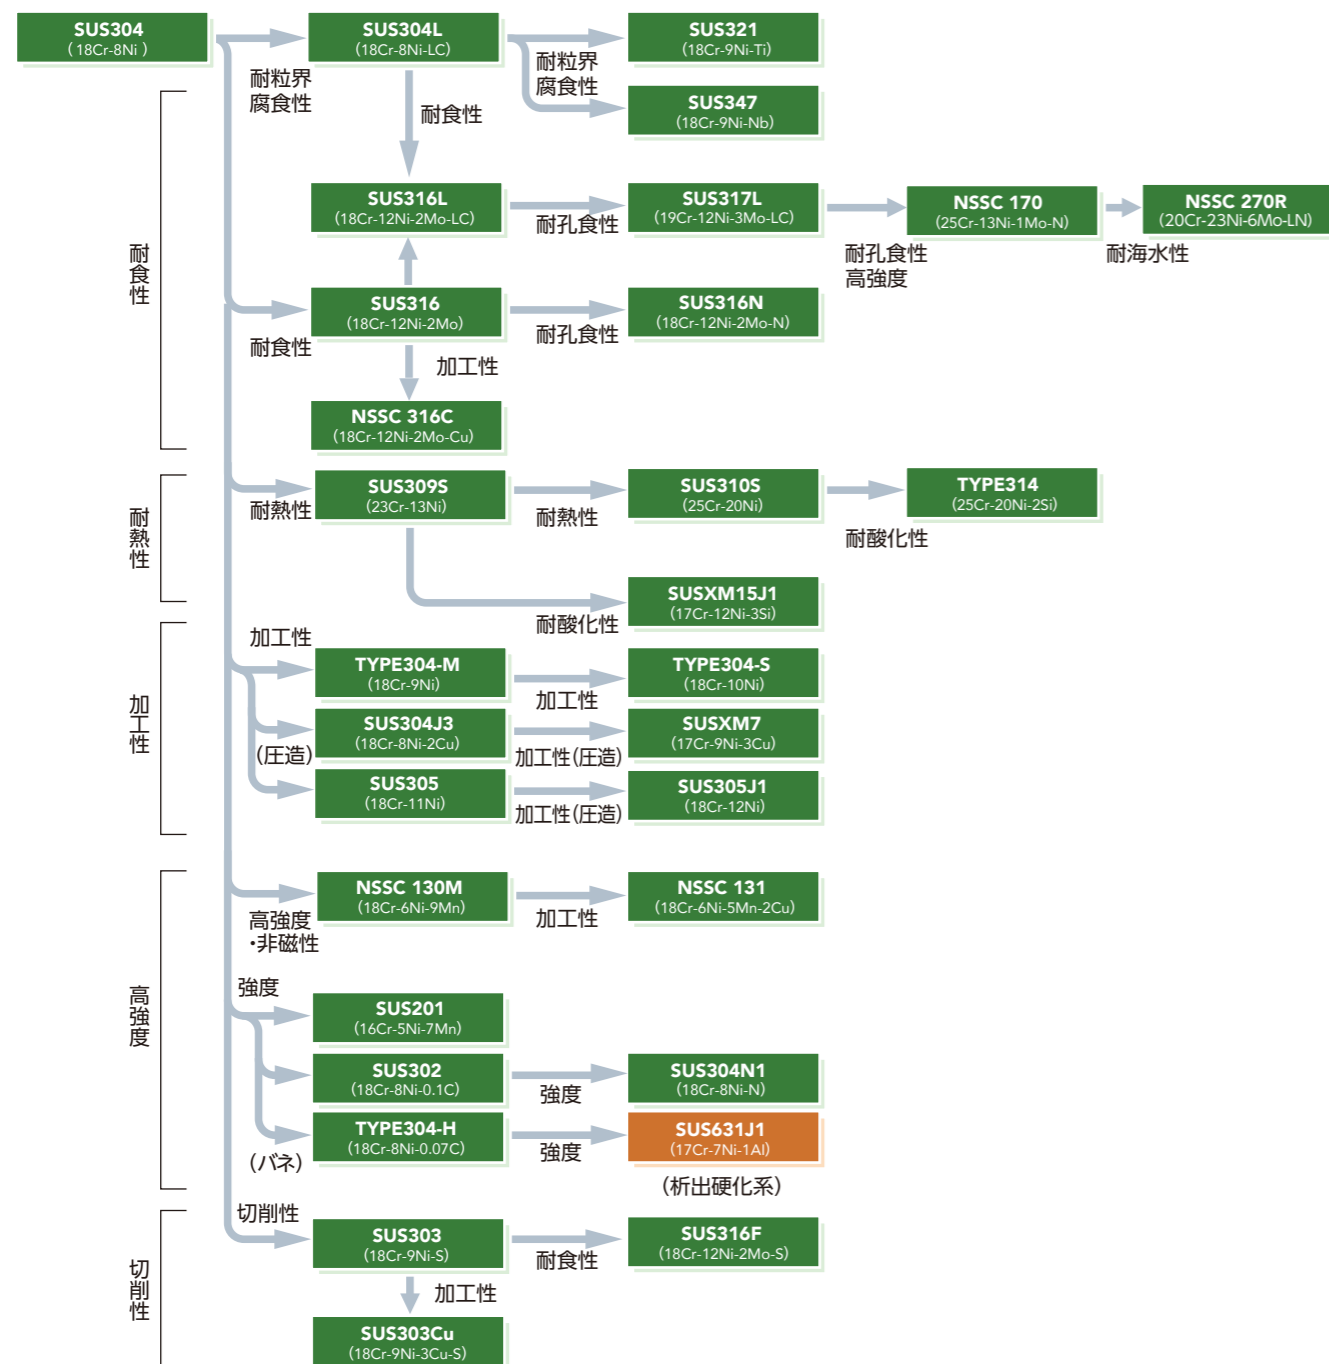 SUS304
(18Cr-8Ni )
SUS304L
(18Cr-8Ni-LC)
SUS321
(18Cr-9Ni-Ti)
耐粒界
腐食性
耐粒界
腐食性
SUS347
(18Cr-9Ni-Nb)
耐食性
耐食性
SUS316L
(18Cr-12Ni-2Mo-LC)
耐孔食性
SUS317L
(19Cr-12Ni-3Mo-LC)
耐孔食性
高強度
NSSC 170
(25Cr-13Ni-1Mo-N)
耐海水性
NSSC 270R
(20Cr-23Ni-6Mo-LN)
耐食性
SUS316
(18Cr-12Ni-2Mo)
耐孔食性
SUS316N
(18Cr-12Ni-2Mo-N)
加工性
NSSC 316C
(18Cr-12Ni-2Mo-Cu)
耐熱性
耐熱性
SUS309S
(23Cr-13Ni)
耐熱性
SUS310S
(25Cr-20Ni)
耐酸化性
TYPE314
(25Cr-20Ni-2Si)
耐酸化性
SUSXM15J1
(17Cr-12Ni-3Si)
加工性
加工性
TYPE304-M
(18Cr-9Ni)
加工性
TYPE304-S
(18Cr-10Ni)
(圧造)
SUS304J3
(18Cr-8Ni-2Cu)
加工性(圧造)
SUSXM7
(17Cr-9Ni-3Cu)
SUS305
(18Cr-11Ni)
加工性(圧造)
SUS305J1
(18Cr-12Ni)
高強度
高強度
・非磁性
NSSC 130M
(18Cr-6Ni-9Mn)
加工性
NSSC 131
(18Cr-6Ni-5Mn-2Cu)
強度
SUS201
(16Cr-5Ni-7Mn)
SUS302
(18Cr-8Ni-0.1C)
強度
SUS304N1
(18Cr-8Ni-N)
(バネ)
TYPE304-H
(18Cr-8Ni-0.07C)
強度
SUS631J1
(17Cr-7Ni-1Al)
(析出硬化系)
切削性
切削性
SUS303
(18Cr-9Ni-S)
耐食性
SUS316F
(18Cr-12Ni-2Mo-S)
加工性
SUS303Cu
(18Cr-9Ni-3Cu-S)